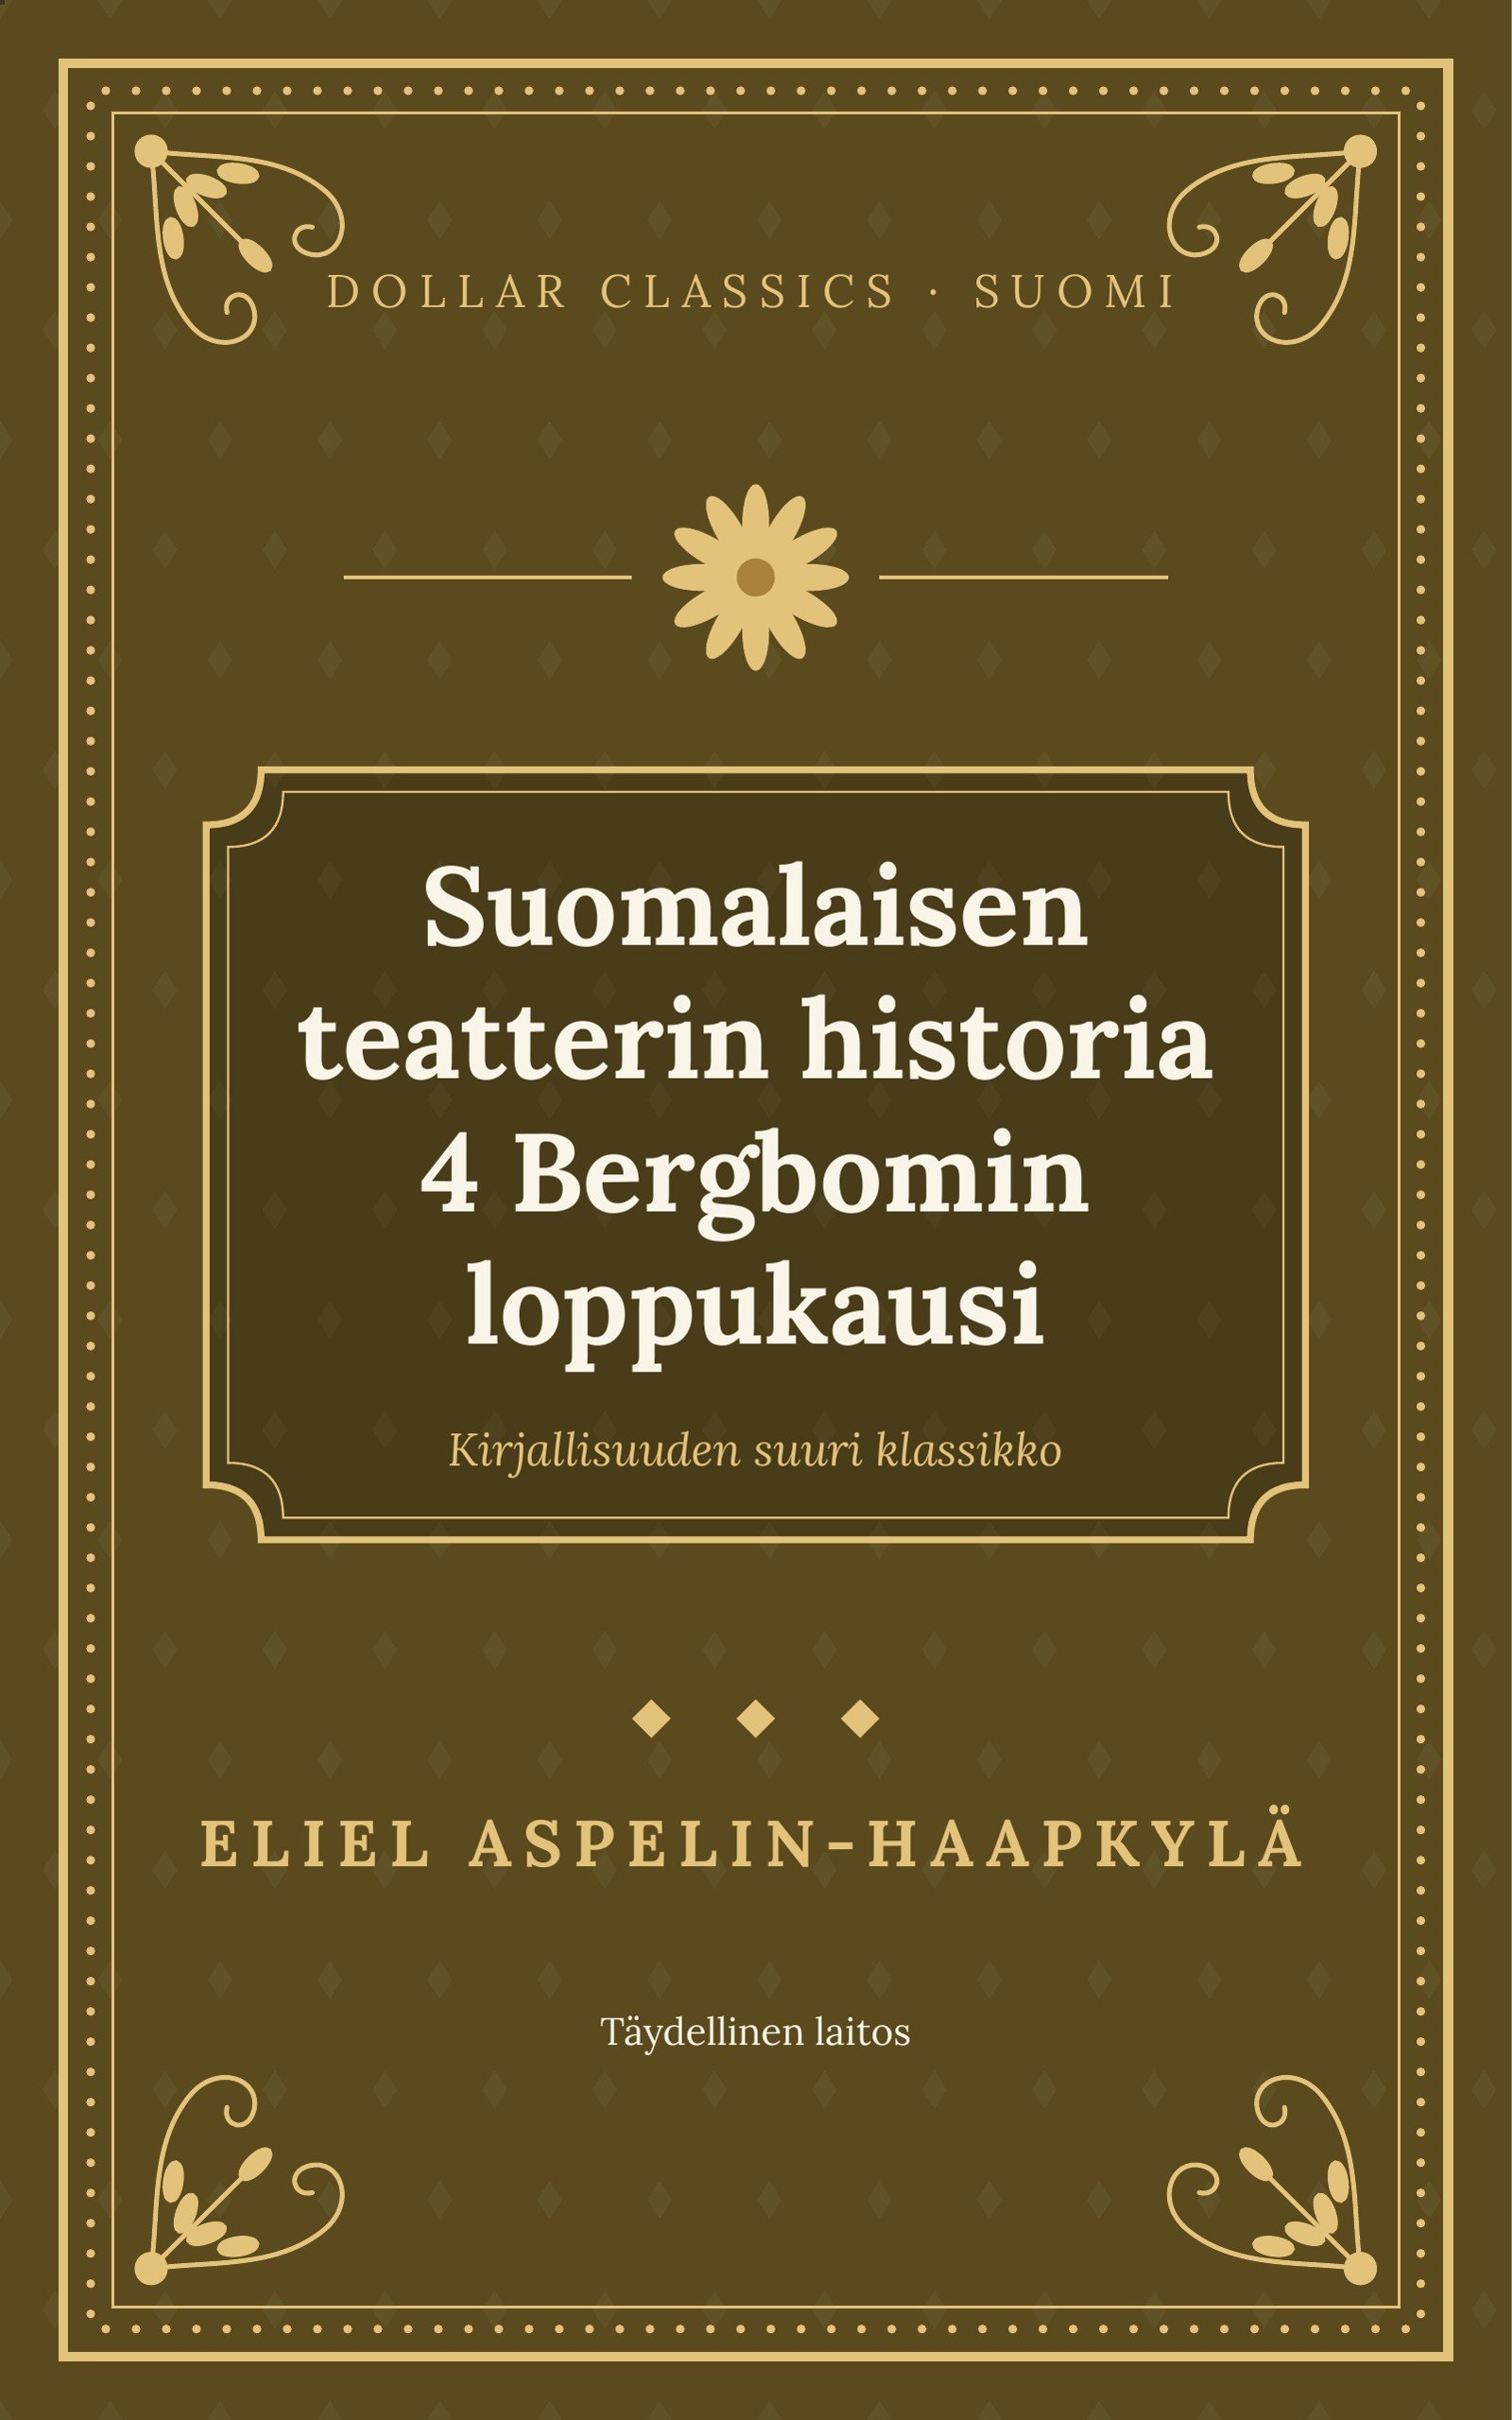 DOLLAR CLASSICS · SUOMI
Suomalaisen
teatterin historia
4 Bergbomin
loppukausi
Kirjallisuuden suuri klassikko
ELIEL ASPELIN-HAAPKYLÄ
Täydellinen laitos